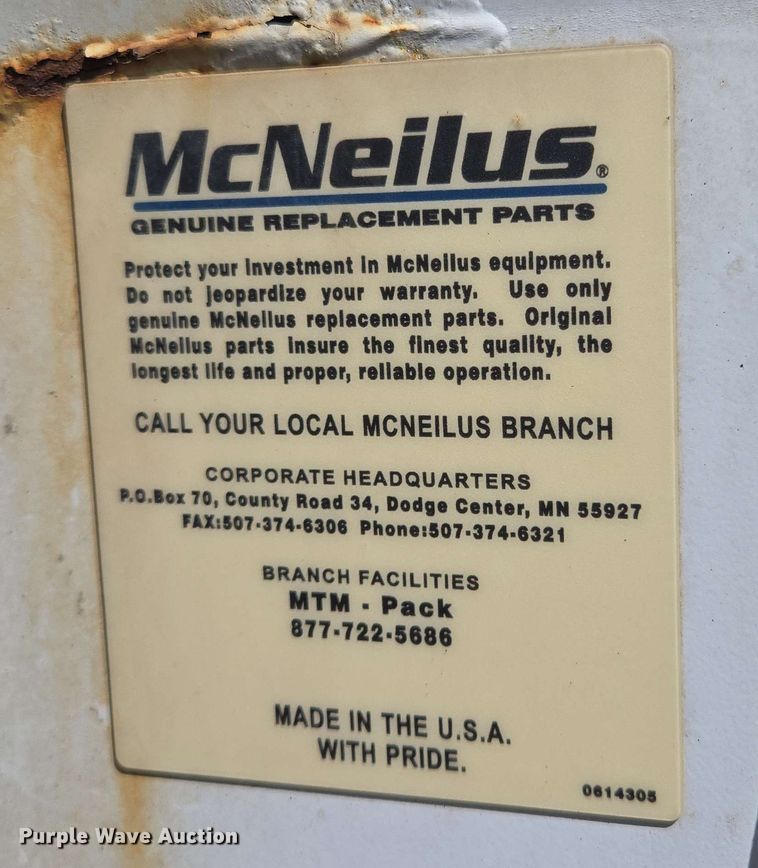 McNeilus®
GENUINE REPLACEMENT PARTS
Protect your investment in McNeilus equipment.
Do not jeopardize your warranty. Use only
genuine McNeilus replacement parts. Original
McNeilus parts insure the finest quality, the
longest life and proper, reliable operation.
CALL YOUR LOCAL MCNEILUS BRANCH
CORPORATE HEADQUARTERS
P.O.Box 70, County Road 34, Dodge Center, MN 55927
FAX:507-374-6306 Phone:507-374-6321
BRANCH FACILITIES
MTM - Pack
877-722-5686
MADE IN THE U.S.A.
WITH PRIDE.
0614305
Purple Wave Auction